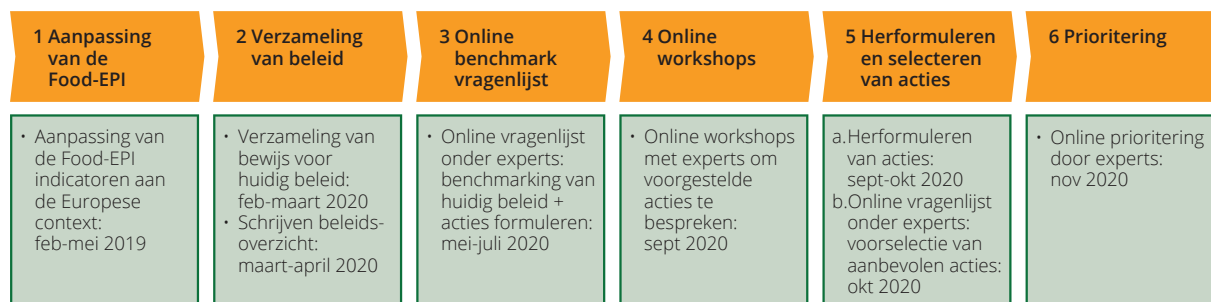 1 Aanpassing
van de
Food-EPI
2 Verzameling
van beleid
3 Online
benchmark
vragenlijst
4 Online
workshops
5 Herformuleren
en selecteren
van acties
6 Prioritering
• Aanpassing van
de Food-EPI
indicatoren aan
de Europese
context:
feb-mei 2019
• Verzameling van
bewijs voor
huidig beleid:
feb-maart 2020
• Schrijven beleids-
overzicht:
maart-april 2020
• Online vragenlijst
onder experts:
benchmarking van
huidig beleid +
acties formuleren:
mei-juli 2020
• Online workshops
met experts om
voorgestelde
acties te
bespreken:
sept 2020
a.Herformuleren
van acties:
sept-okt 2020
b.Online vragenlijst
onder experts:
voorselectie van
aanbevolen acties:
okt 2020
• Online prioritering
door experts:
nov 2020